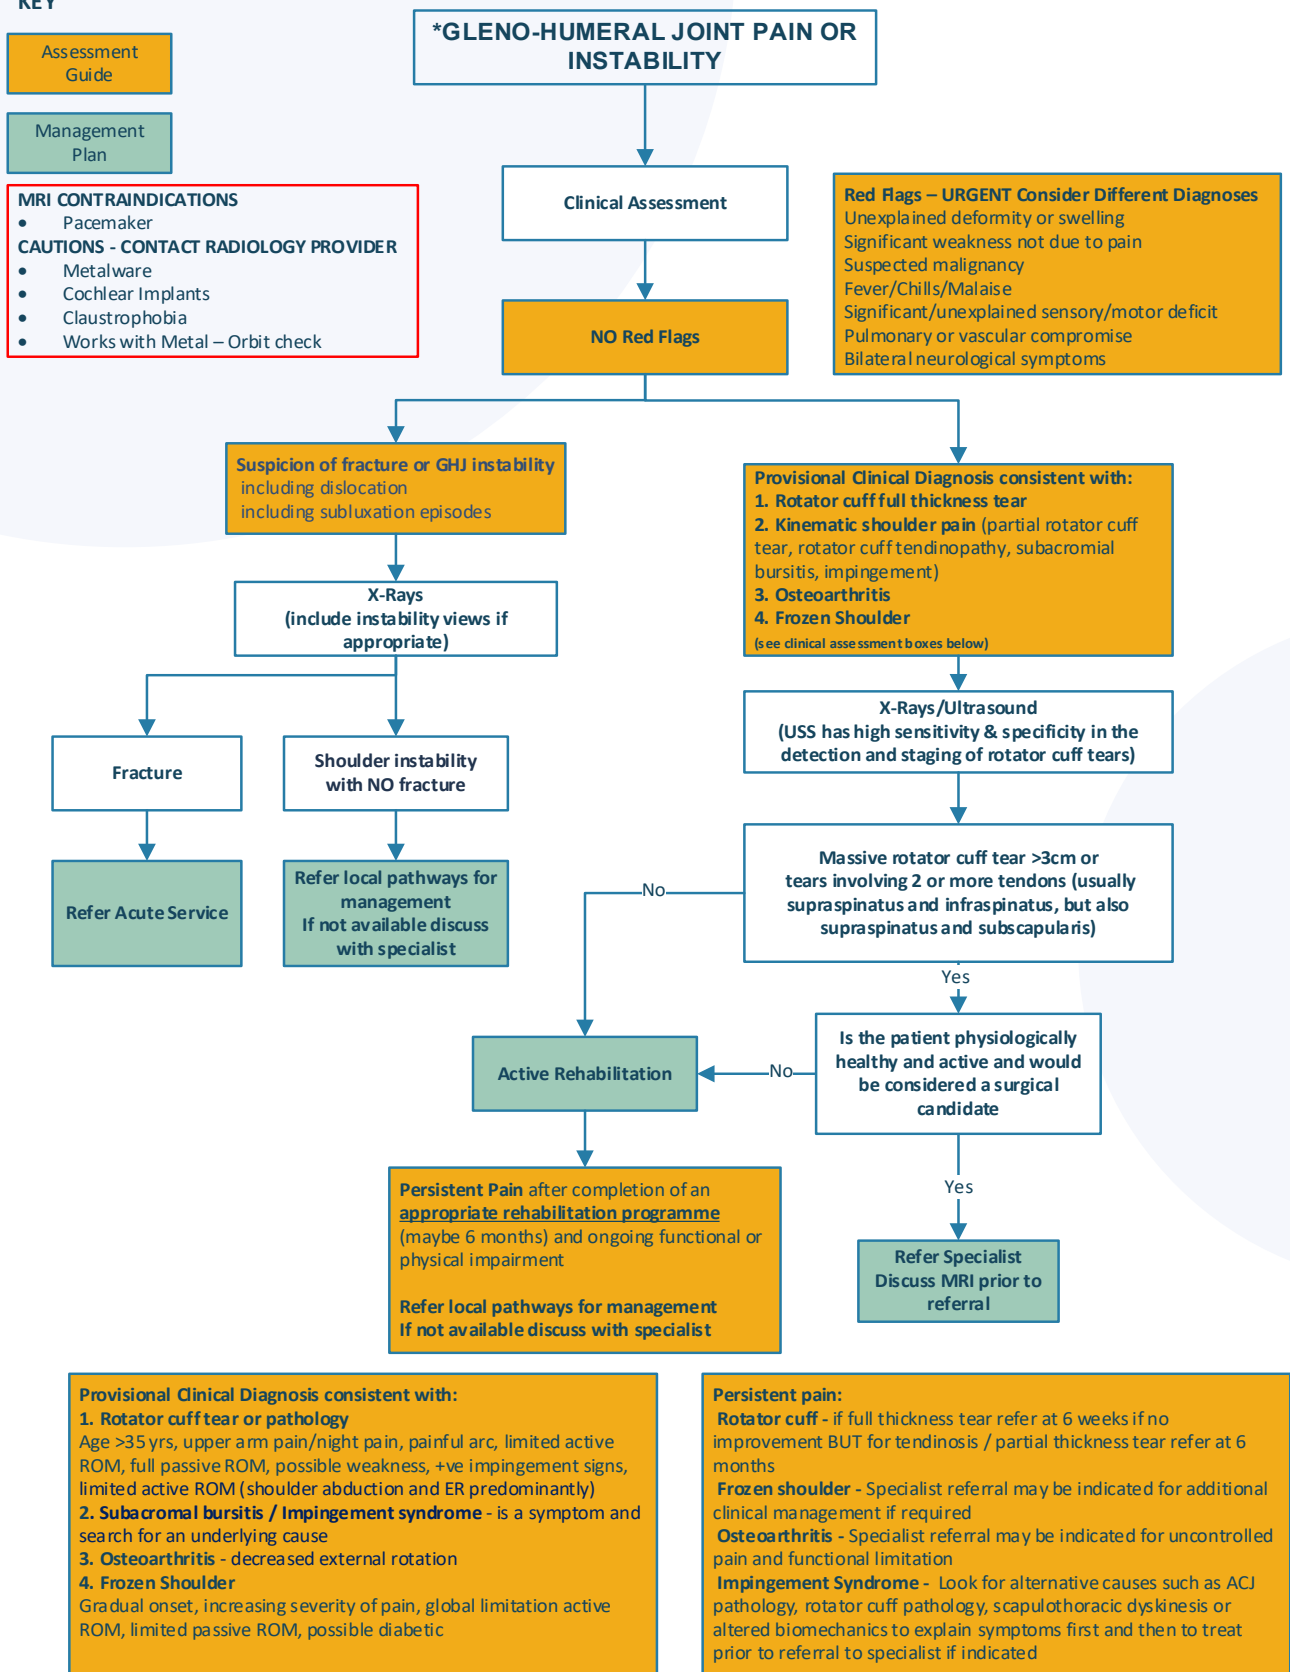 KEY
Assessment
Guide
Management
Plan
MRI CONTRAINDICATIONS
• Pacemaker
CAUTIONS - CONTACT RADIOLOGY PROVIDER
• Metalware
• Cochlear Implants
• Claustrophobia
• Works with Metal – Orbit check
*GLENO-HUMERAL JOINT PAIN OR
INSTABILITY
Clinical Assessment
NO Red Flags
Red Flags – URGENT Consider Different Diagnoses
Unexplained deformity or swelling
Significant weakness not due to pain
Suspected malignancy
Fever/Chills/Malaise
Significant/unexplained sensory/motor deficit
Pulmonary or vascular compromise
Bilateral neurological symptoms
Suspicion of fracture or GHJ instability
including dislocation
including subluxation episodes
X-Rays
(include instability views if
appropriate)
Fracture
Shoulder instability
with NO fracture
Refer Acute Service
Refer local pathways for
management
If not available discuss
with specialist
Provisional Clinical Diagnosis consistent with:
1. Rotator cuff full thickness tear
2. Kinematic shoulder pain (partial rotator cuff
tear, rotator cuff tendinopathy, subacromial
bursitis, impingement)
3. Osteoarthritis
4. Frozen Shoulder
(see clinical assessment boxes below)
X-Rays/Ultrasound
(USS has high sensitivity & specificity in the
detection and staging of rotator cuff tears)
Massive rotator cuff tear >3cm or
tears involving 2 or more tendons (usually
supraspinatus and infraspinatus, but also
supraspinatus and subscapularis)
No
Yes
Is the patient physiologically
healthy and active and would
be considered a surgical
candidate
No
Active Rehabilitation
Yes
Persistent Pain after completion of an
appropriate rehabilitation programme
(maybe 6 months) and ongoing functional or
physical impairment
Refer local pathways for management
If not available discuss with specialist
Refer Specialist
Discuss MRI prior to
referral
Provisional Clinical Diagnosis consistent with:
1. Rotator cuff tear or pathology
Age >35 yrs, upper arm pain/night pain, painful arc, limited active
ROM, full passive ROM, possible weakness, +ve impingement signs,
limited active ROM (shoulder abduction and ER predominantly)
2. Subacromal bursitis / Impingement syndrome - is a symptom and
search for an underlying cause
3. Osteoarthritis - decreased external rotation
4. Frozen Shoulder
Gradual onset, increasing severity of pain, global limitation active
ROM, limited passive ROM, possible diabetic
Persistent pain:
Rotator cuff - if full thickness tear refer at 6 weeks if no
improvement BUT for tendinosis / partial thickness tear refer at 6
months
Frozen shoulder - Specialist referral may be indicated for additional
clinical management if required
Osteoarthritis - Specialist referral may be indicated for uncontrolled
pain and functional limitation
Impingement Syndrome - Look for alternative causes such as ACJ
pathology, rotator cuff pathology, scapulothoracic dyskinesis or
altered biomechanics to explain symptoms first and then to treat
prior to referral to specialist if indicated